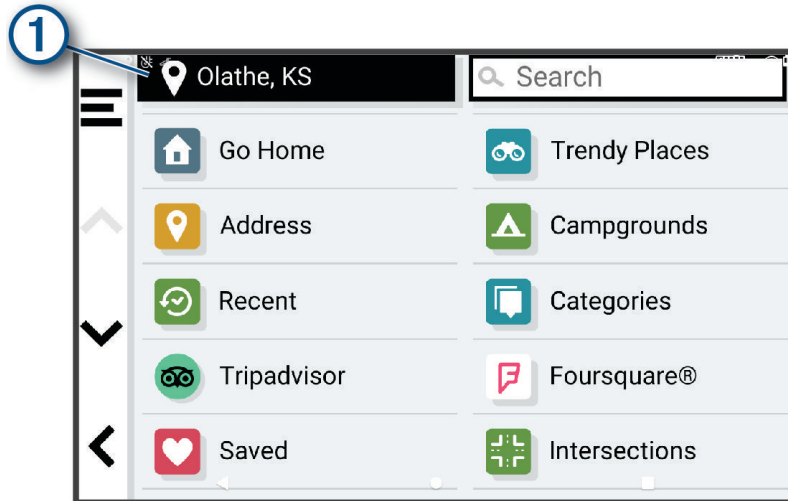 1
Olathe, KS
Search
Go Home
Trendy Places
Address
Campgrounds
Recent
Categories
Tripadvisor
Foursquare®
Saved
Intersections